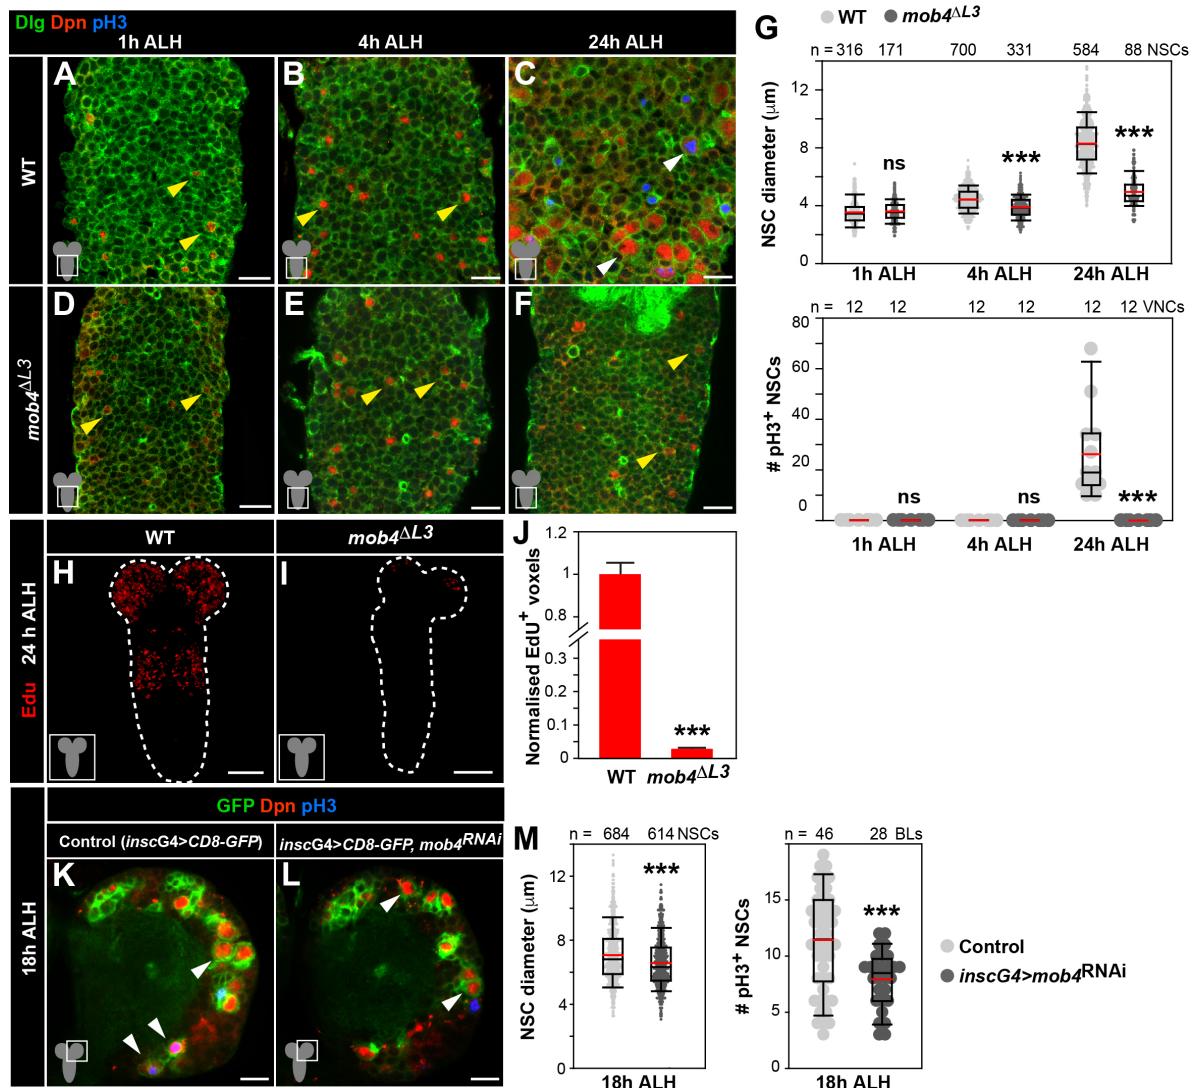 Dlg Dpn pH3
1h ALH 4h ALH 24h ALH
WT
A B C
mob4ΔL3
D E F
WT mob4ΔL3
Edu 24 h ALH
H I
J
Normalised EdU+ voxels
1.2
1
0.8
0.3
0.2
0.1
0
***
WT mob4ΔL3
GFP Dpn pH3
Control (inscG4>CD8-GFP) inscG4>CD8-GFP, mob4RNAi
18h ALH
K L
G
WT mob4ΔL3
n = 316 171 700 331 584 88 NSCs
NSC diameter (µm)
12
8
4
0
ns *** ***
1h ALH 4h ALH 24h ALH
n = 12 12 12 12 12 12 VNCs
# pH3+ NSCs
80
60
40
20
0
ns ns ***
1h ALH 4h ALH 24h ALH
M
n = 684 614 NSCs
NSC diameter (µm)
12
8
4
0
***
18h ALH
n = 46 28 BLs
# pH3+ NSCs
15
10
5
0
***
18h ALH
Control
inscG4>mob4RNAi